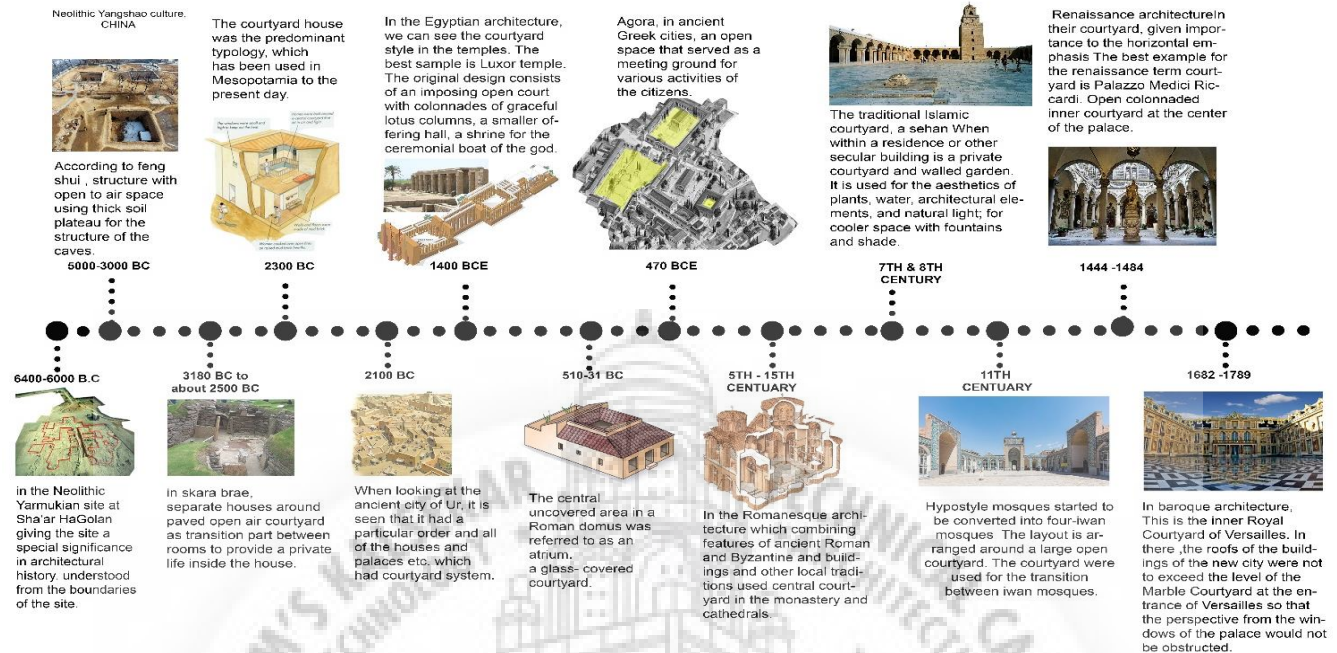 Neolithic Yangshao culture,
CHINA
According to feng
shui , structure with
open to air space
using thick soil
plateau for the
structure of the
caves.
5000-3000 BC
The courtyard house
was the predominant
typology, which
has been used in
Mesopotamia to the
present day.
2300 BC
In the Egyptian architecture,
we can see the courtyard
style in the temples. The
best sample is Luxor temple.
The original design consists
of an imposing open court
with colonnades of graceful
lotus columns, a smaller of-
fering hall, a shrine for the
ceremonial boat of the god.
1400 BCE
Agora, in ancient
Greek cities, an open
space that served as a
meeting ground for
various activities of
the citizens.
470 BCE
The traditional Islamic
courtyard, a sehan When
within a residence or other
secular building is a private
courtyard and walled garden.
It is used for the aesthetics of
plants, water, architectural ele-
ments, and natural light; for
cooler space with fountains
and shade.
7TH & 8TH
CENTURY
Renaissance architectureIn
their courtyard, given impor-
tance to the horizontal em-
phasis The best example for
the renaissance term court-
yard is Palazzo Medici Ric-
cardi. Open colonnaded
inner courtyard at the center
of the palace.
1444 -1484
6400-6000 B.C
in the Neolithic
Yarmukian site at
Sha'ar HaGolan
giving the site a
special significance
in architectural
history. understood
from the boundaries
of the site.
3180 BC to
about 2500 BC
in skara brae,
separate houses around
paved open air courtyard
as transition part between
rooms to provide a private
life inside the house.
2100 BC
When looking at the
ancient city of Ur, it is
seen that it had a
particular order and all
of the houses and
palaces etc. which
had courtyard system.
510-31 BC
The central
uncovered area in a
Roman domus was
referred to as an
atrium.
a glass- covered
courtyard.
5TH - 15TH
CENTUARY
In the Romanesque archi-
tecture which combining
features of ancient Roman
and Byzantine and build-
ings and other local tradi-
tions used central court-
yard in the monastery and
cathedrals.
11TH
CENTUARY
Hypostyle mosques started to
be converted into four-iwan
mosques The layout is ar-
ranged around a large open
courtyard. The courtyard were
used for the transition
between iwan mosques.
1682 -1789
In baroque architecture,
This is the inner Royal
Courtyard of Versailles. In
there ,the roofs of the build-
ings of the new city were not
to exceed the level of the
Marble Courtyard at the en-
trance of Versailles so that
the perspective from the win-
dows of the palace would not
be obstructed.